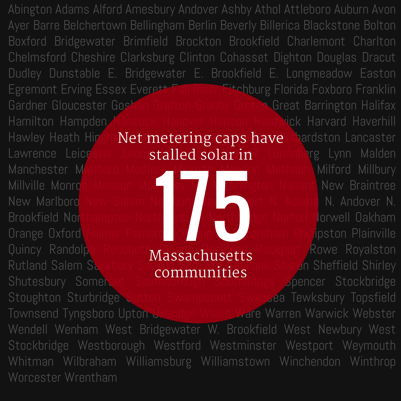 Abington Adams Alford Amesbury Andover Ashby Athol Attleboro Auburn Avon
Ayer Barre Belchertown Bellingham Berlin Beverly Billerica Blackstone Bolton
Boxford Bridgewater Brimfield Brockton Brookfield Charlemont Charlton
Chelmsford Cheshire Clarksburg Clinton Cohasset Dighton Douglas Dracut
Dudley Dunstable E. Bridgewater E. Brookfield E. Longmeadow Easton
Egremont Erving Essex Everett Fitchburg Florida Foxboro Franklin
Gardner Gloucester Great Barrington Halifax
Hamilton Hampden Harvard Haverhill
Hawley Heath Lancaster
Lawrence Lynn Malden
Manchester Milford Millbury
Millville Monroe New Braintree
New Marlboro N. Andover N.
Brookfield Norwell Oakham
Orange Oxford Plainville
Quincy Randolph Rowe Royalston
Rutland Salem Sheffield Shirley
Shutesbury Spencer Stockbridge
Stoughton Sturbridge Tewksbury Topsfield
Townsend Tyngsboro Upton Ware Warren Warwick Webster
Wendell Wenham West Bridgewater W. Brookfield West Newbury West
Stockbridge Westborough Westford Westminster Westport Weymouth
Whitman Wilbraham Williamsburg Williamstown Winchendon Winthrop
Worcester Wrentham
Net metering caps have
stalled solar in
175
Massachusetts
communities